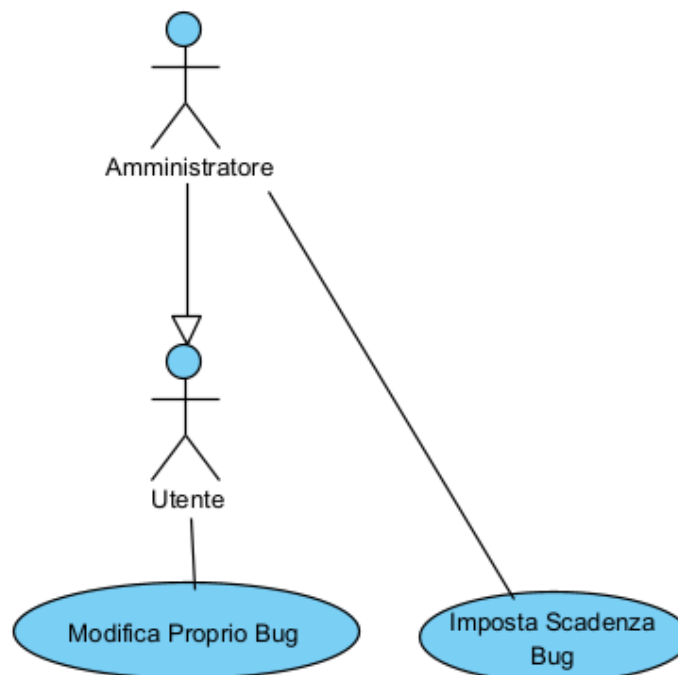 Amministratore
Utente
Modifica Proprio Bug
Imposta Scadenza
Bug